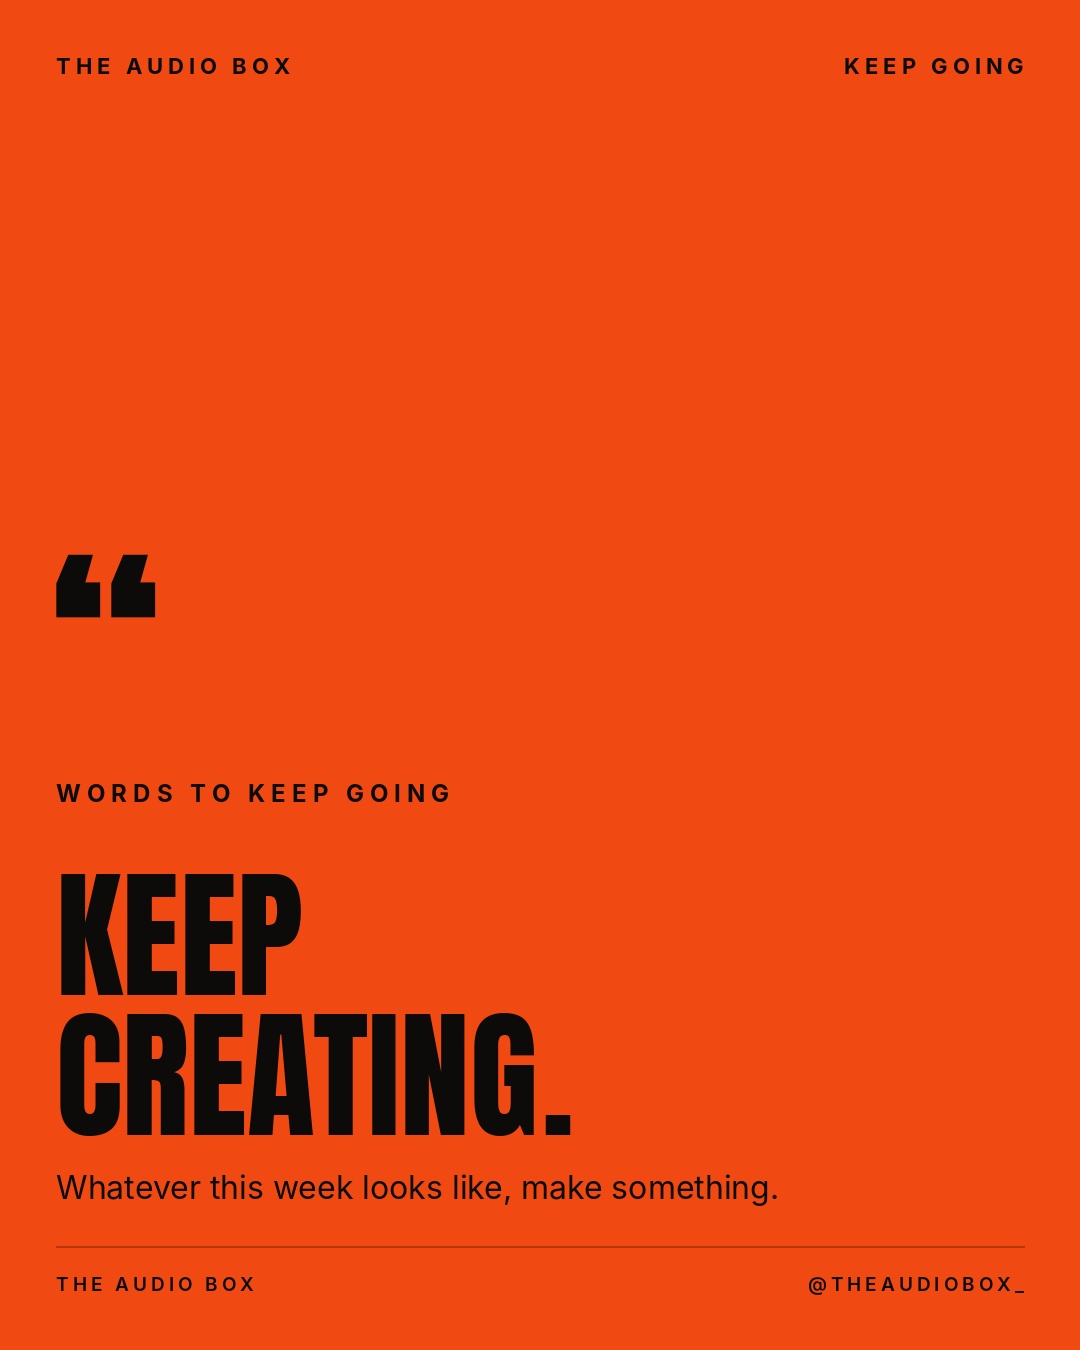 THE AUDIO BOX
KEEP GOING
“
WORDS TO KEEP GOING
KEEP
CREATING.
Whatever this week looks like, make something.
THE AUDIO BOX
@THEAUDIOBOX_